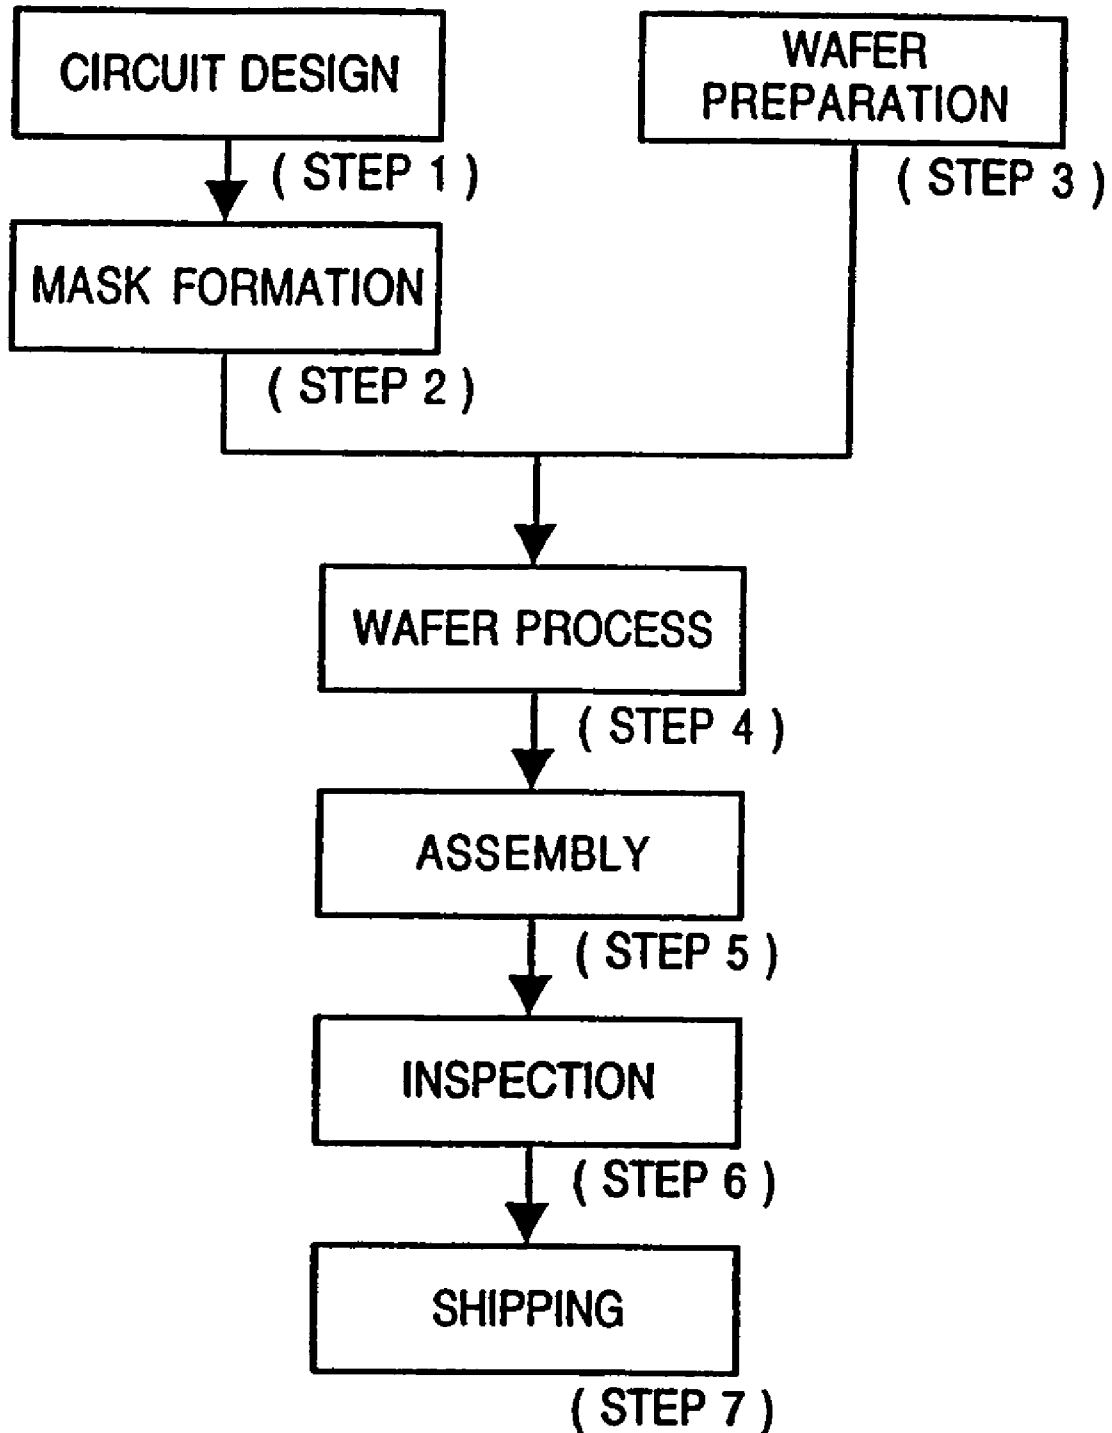 CIRCUIT DESIGN
( STEP 1 )
MASK FORMATION
( STEP 2 )
WAFER
PREPARATION
( STEP 3 )
WAFER PROCESS
( STEP 4 )
ASSEMBLY
( STEP 5 )
INSPECTION
( STEP 6 )
SHIPPING
( STEP 7 )